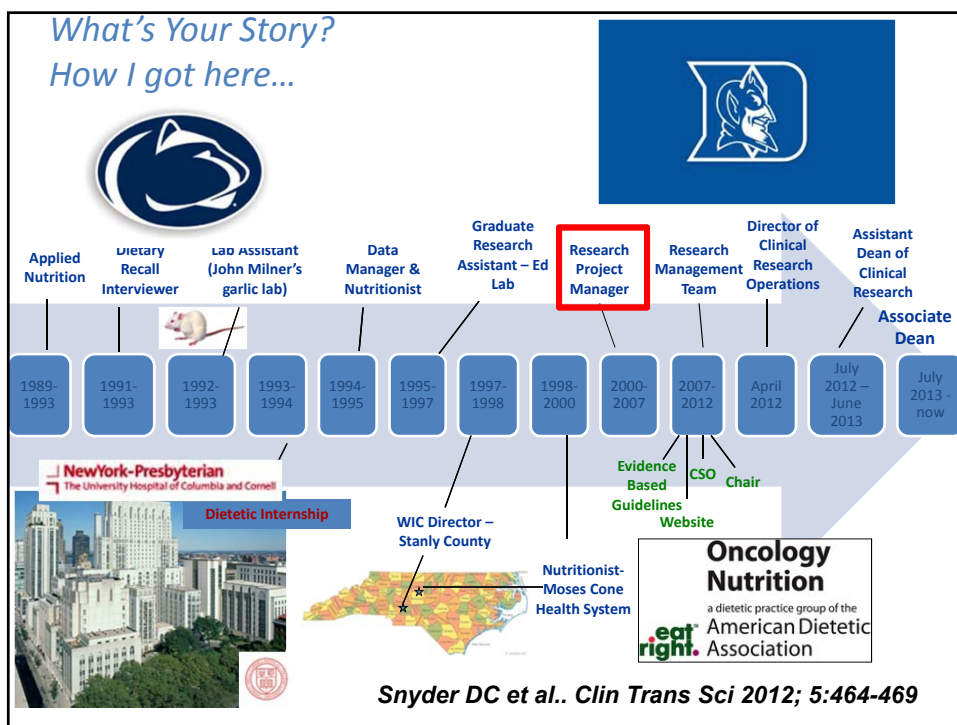 What's Your Story?
How I got here…
Applied
Nutrition
Dietary
Recall
Interviewer
Lab Assistant
(John Milner's
garlic lab)
Data
Manager &
Nutritionist
Graduate
Research
Assistant – Ed
Lab
Research
Project
Manager
Research
Management
Team
Director of
Clinical
Research
Operations
Assistant
Dean of
Clinical
Research
Associate
Dean
1989-
1993
1991-
1993
1992-
1993
1993-
1994
1994-
1995
1995-
1997
1997-
1998
1998-
2000
2000-
2007
2007-
2012
April
2012
July
2012 –
June
2013
July
2013 -
now
NewYork-Presbyterian
The University Hospital of Columbia and Cornell
Dietetic Internship
WIC Director –
Stanly County
Nutritionist-
Moses Cone
Health System
Evidence
Based
Guidelines
Website
CSO
Chair
Oncology
Nutrition
a dietetic practice group of the
eat
right.
American Dietetic
Association
Snyder DC et al.. Clin Trans Sci 2012; 5:464-469